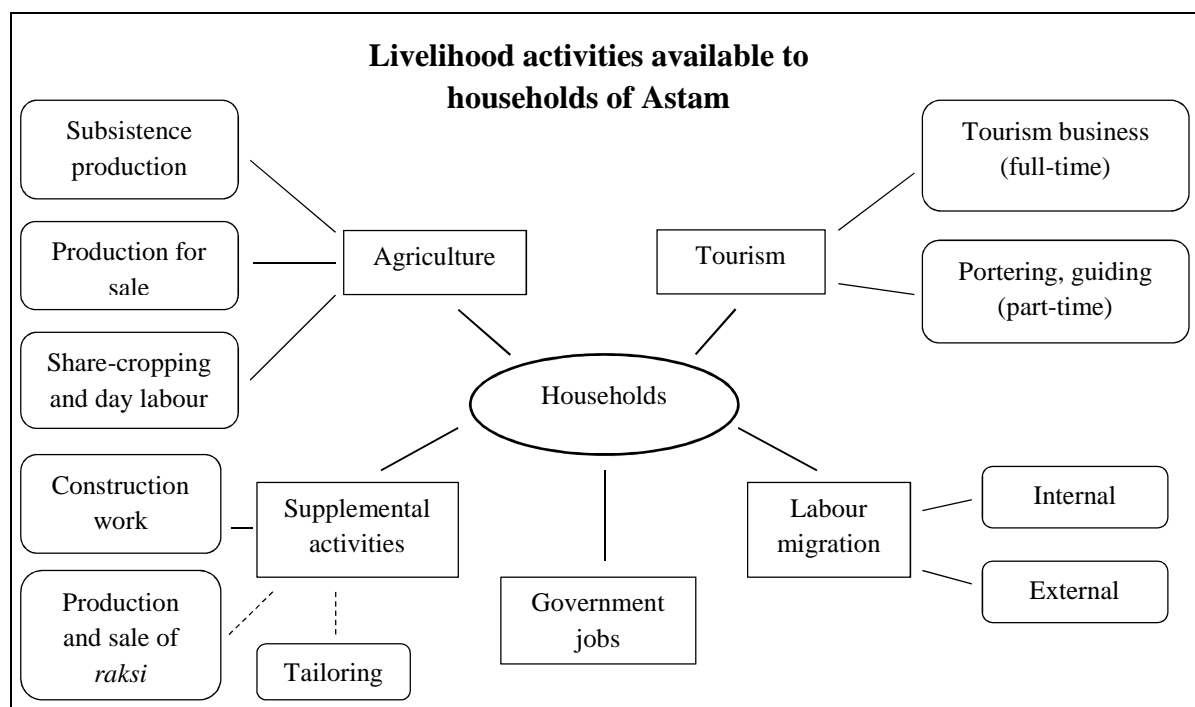 Livelihood activities available to
households of Astam
Subsistence
production
Production for
sale
Share-cropping
and day labour
Agriculture
Tourism
Tourism business
(full-time)
Portering, guiding
(part-time)
Households
Construction
work
Production
and sale of
raksi
Supplemental
activities
Tailoring
Government
jobs
Labour
migration
Internal
External